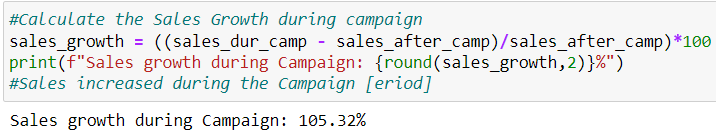 #Calculate the Sales Growth during campaign
sales_growth = ((sales_dur_camp - sales_after_camp)/sales_after_camp)*100
print(f"Sales growth during Campaign: {round(sales_growth,2)}%")
#Sales increased during the Campaign [eriod]
Sales growth during Campaign: 105.32%